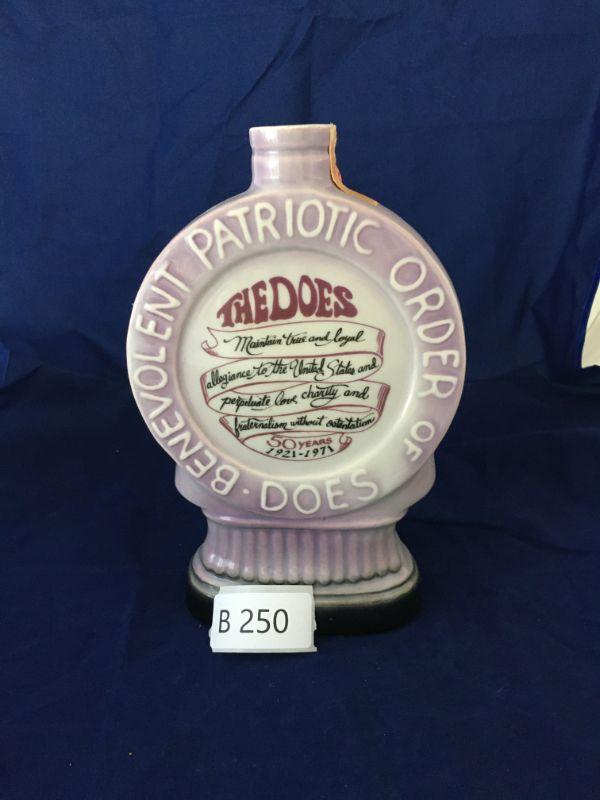 BENEVOLENT PATRIOTIC ORDER OF DOES
THE DOES
Maintain true and loyal
allegiance to the United States and
perpetuate love, charity and
fraternalism without ostentation
50 YEARS
1921-1971
B 250